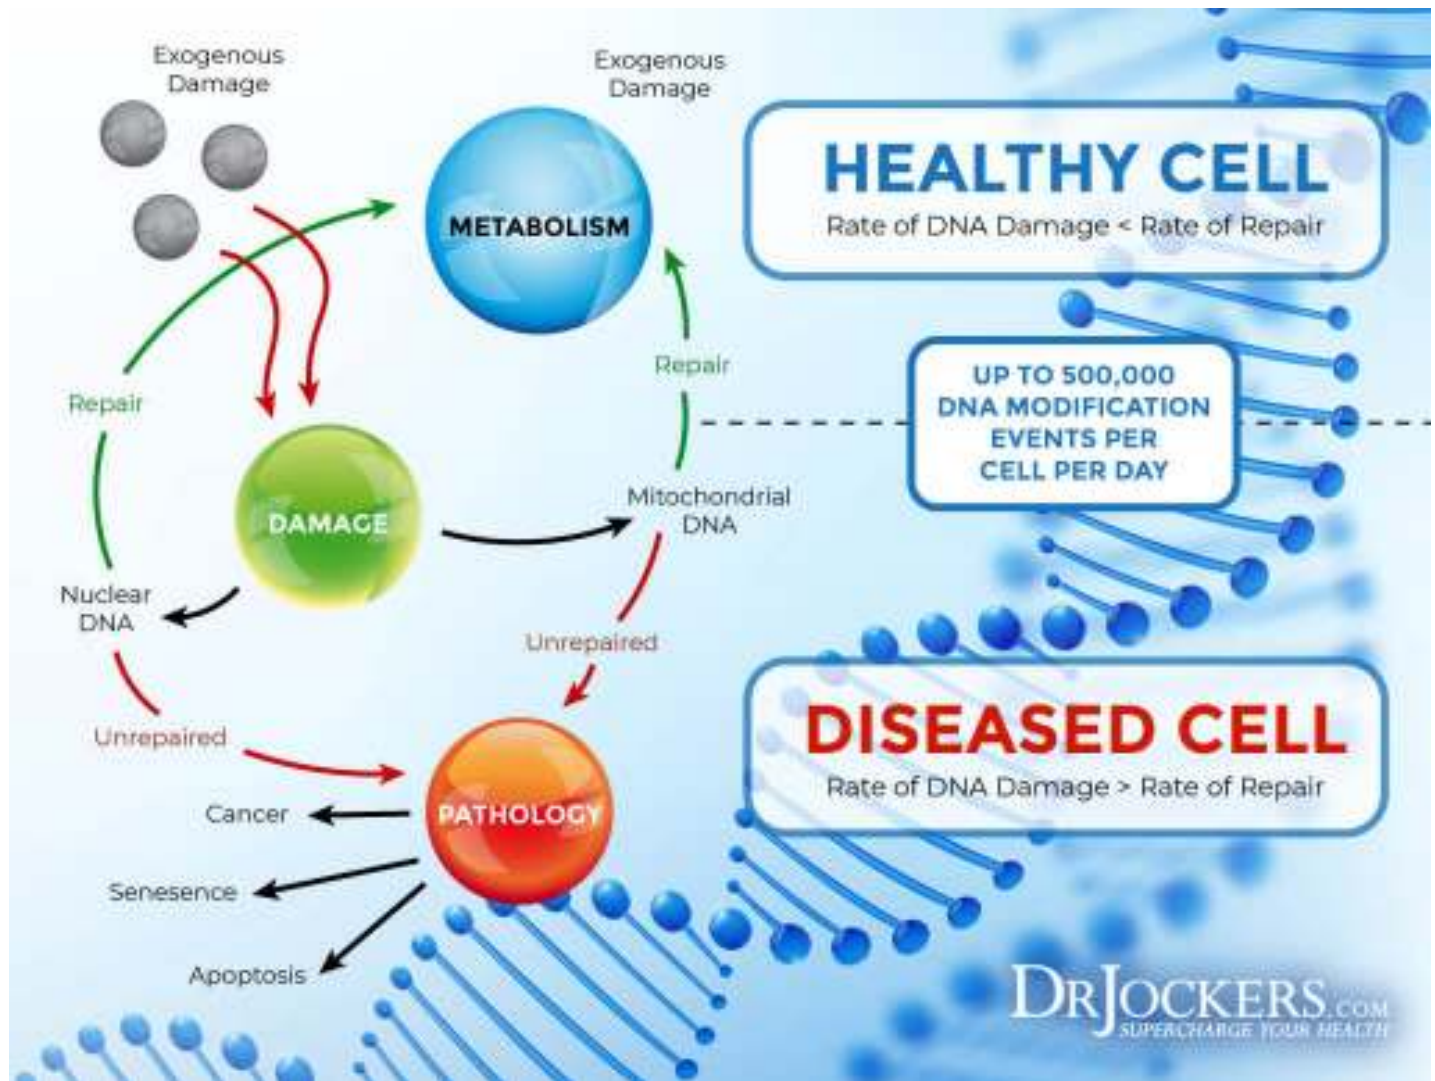 Exogenous
Damage
Exogenous
Damage
METABOLISM
HEALTHY CELL
Rate of DNA Damage < Rate of Repair
Repair
Repair
UP TO 500,000
DNA MODIFICATION
EVENTS PER
CELL PER DAY
DAMAGE
Mitochondrial
DNA
Nuclear
DNA
Unrepaired
Unrepaired
DISEASED CELL
Rate of DNA Damage > Rate of Repair
PATHOLOGY
Cancer
Senesence
Apoptosis
DRJOCKERS.COM
SUPERCHARGE YOUR HEALTH